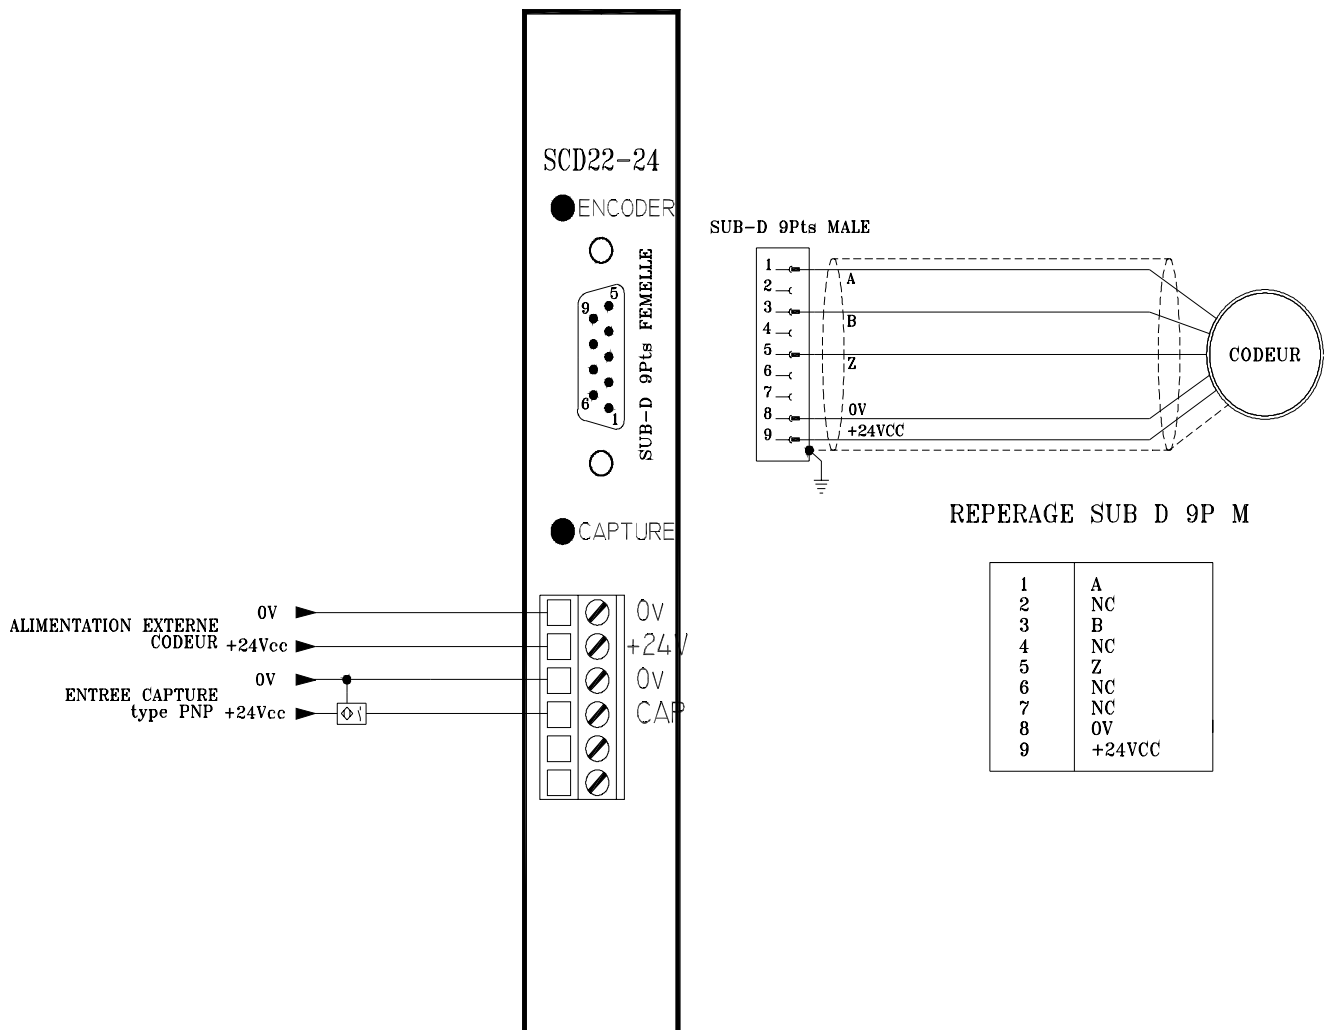 SCD22-24
ENCODER
5
9
6
1
SUB-D 9Pts FEMELLE
CAPTURE
0V
ALIMENTATION EXTERNE
CODEUR +24Vcc
0V
ENTREE CAPTURE
type PNP +24Vcc
0v
+24V
0v
CAP
SUB-D 9Pts MALE
1
A
2
3
B
4
5
Z
6
7
8
0V
9
+24VCC
CODEUR
REPERAGE SUB D 9P M
1 A
2 NC
3 B
4 NC
5 Z
6 NC
7 NC
8 0V
9 +24VCC